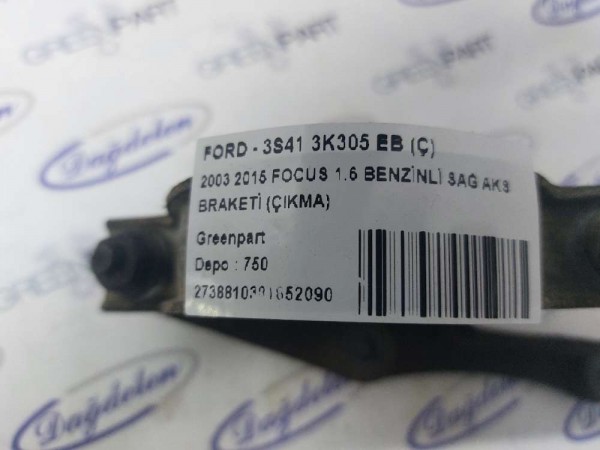 FORD - 3S41 3K305 EB (Ç)
2003 2015 FOCUS 1.6 BENZİNLİ SAĞ AKS
BRAKETİ (ÇIKMA)
Greenpart
Depo : 750
Dağdelen
GREENPART
Dağdelen
Dağdelen
Dağdelen